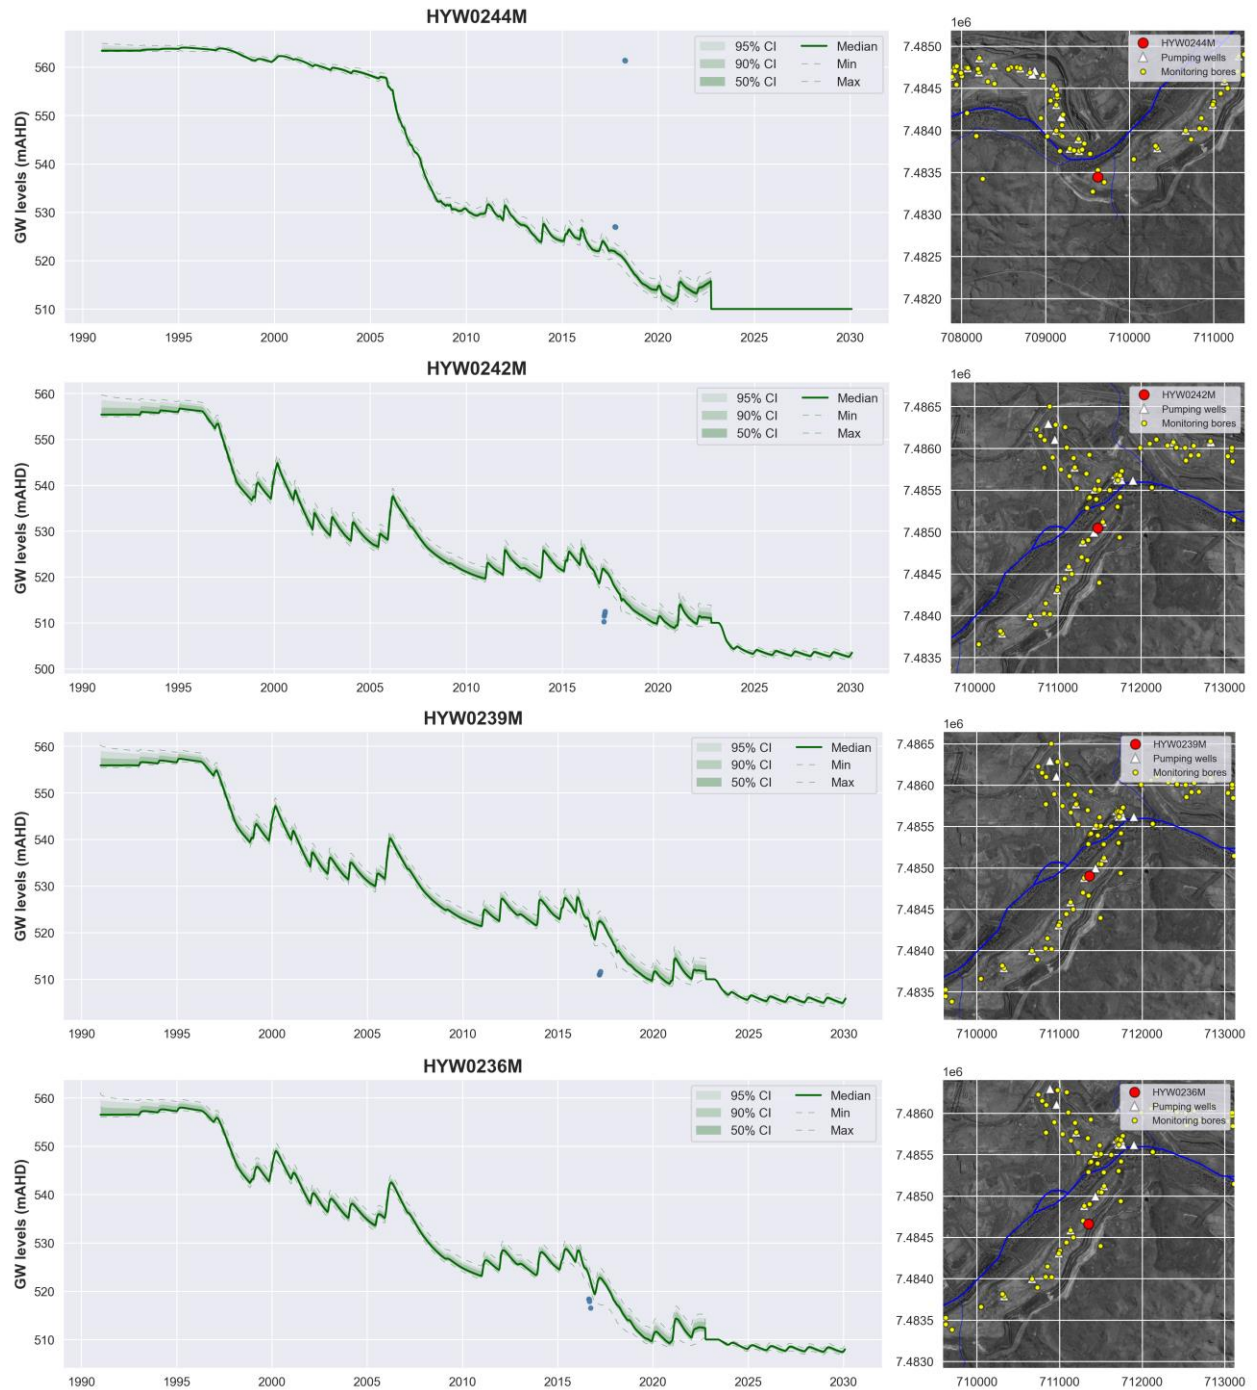 HYW0244M
GW levels (mAHD)
560
550
540
530
520
510
1990
1995
2000
2005
2010
2015
2020
2025
2030
95% CI
90% CI
50% CI
Median
Min
Max
1e6
7.4850
7.4845
7.4840
7.4835
7.4830
7.4825
7.4820
708000
709000
710000
711000
HYW0244M
Pumping wells
Monitoring bores
HYW0242M
GW levels (mAHD)
560
550
540
530
520
510
500
1990
1995
2000
2005
2010
2015
2020
2025
2030
95% CI
90% CI
50% CI
Median
Min
Max
1e6
7.4865
7.4860
7.4855
7.4850
7.4845
7.4840
7.4835
710000
711000
712000
713000
HYW0242M
Pumping wells
Monitoring bores
HYW0239M
GW levels (mAHD)
560
550
540
530
520
510
1990
1995
2000
2005
2010
2015
2020
2025
2030
95% CI
90% CI
50% CI
Median
Min
Max
1e6
7.4865
7.4860
7.4855
7.4850
7.4845
7.4840
7.4835
710000
711000
712000
713000
HYW0239M
Pumping wells
Monitoring bores
HYW0236M
GW levels (mAHD)
560
550
540
530
520
510
1990
1995
2000
2005
2010
2015
2020
2025
2030
95% CI
90% CI
50% CI
Median
Min
Max
1e6
7.4860
7.4855
7.4850
7.4845
7.4840
7.4835
7.4830
710000
711000
712000
713000
HYW0236M
Pumping wells
Monitoring bores